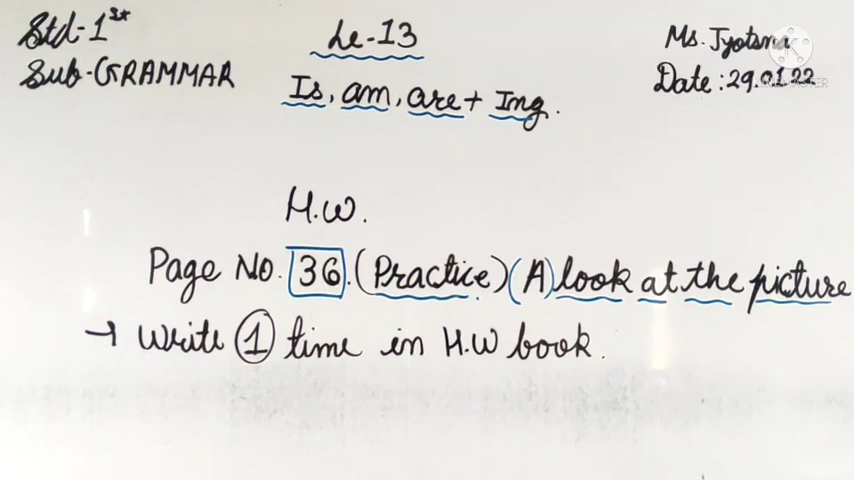 Std-1st
Sub-GRAMMAR
Le-13
Is, am, are + Ing.
Ms. Jyotsna
Date : 29.01.22
H.W.
Page No. 36. (Practice) (A) look at the picture
→ Write 1 time in H.W book.